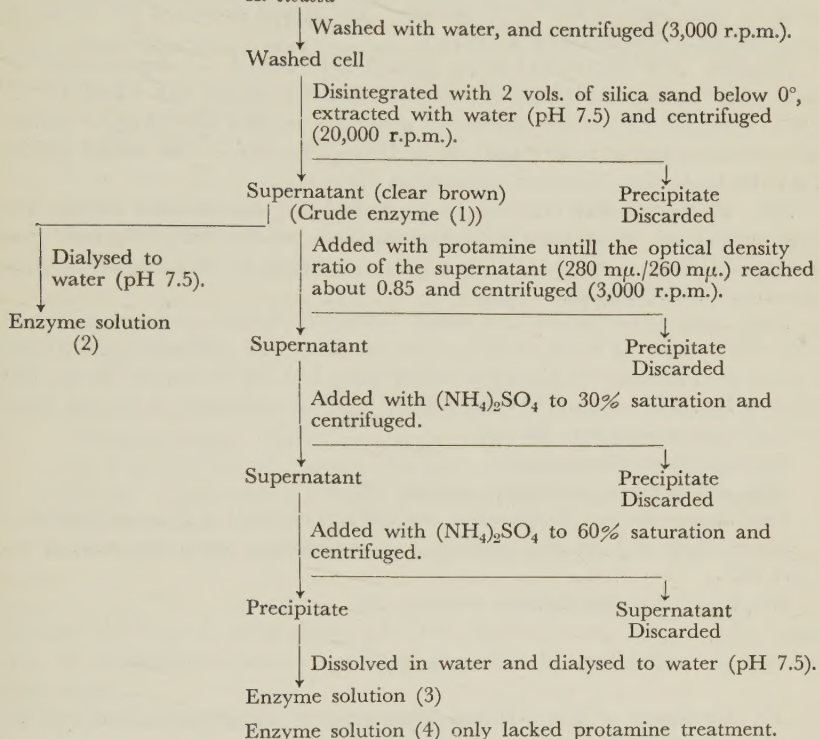 Washed with water, and centrifuged (3,000 r.p.m.).
Washed cell
Disintegrated with 2 vols. of silica sand below 0°,
extracted with water (pH 7.5) and centrifuged
(20,000 r.p.m.).
Supernatant (clear brown)
(Crude enzyme (1))
Precipitate
Discarded
Dialysed to
water (pH 7.5).
Enzyme solution
(2)
Added with protamine untill the optical density
ratio of the supernatant (280 mμ./260 mμ.) reached
about 0.85 and centrifuged (3,000 r.p.m.).
Supernatant
Precipitate
Discarded
Added with (NH₄)₂SO₄ to 30% saturation and
centrifuged.
Supernatant
Precipitate
Discarded
Added with (NH₄)₂SO₄ to 60% saturation and
centrifuged.
Precipitate
Supernatant
Discarded
Dissolved in water and dialysed to water (pH 7.5).
Enzyme solution (3)
Enzyme solution (4) only lacked protamine treatment.